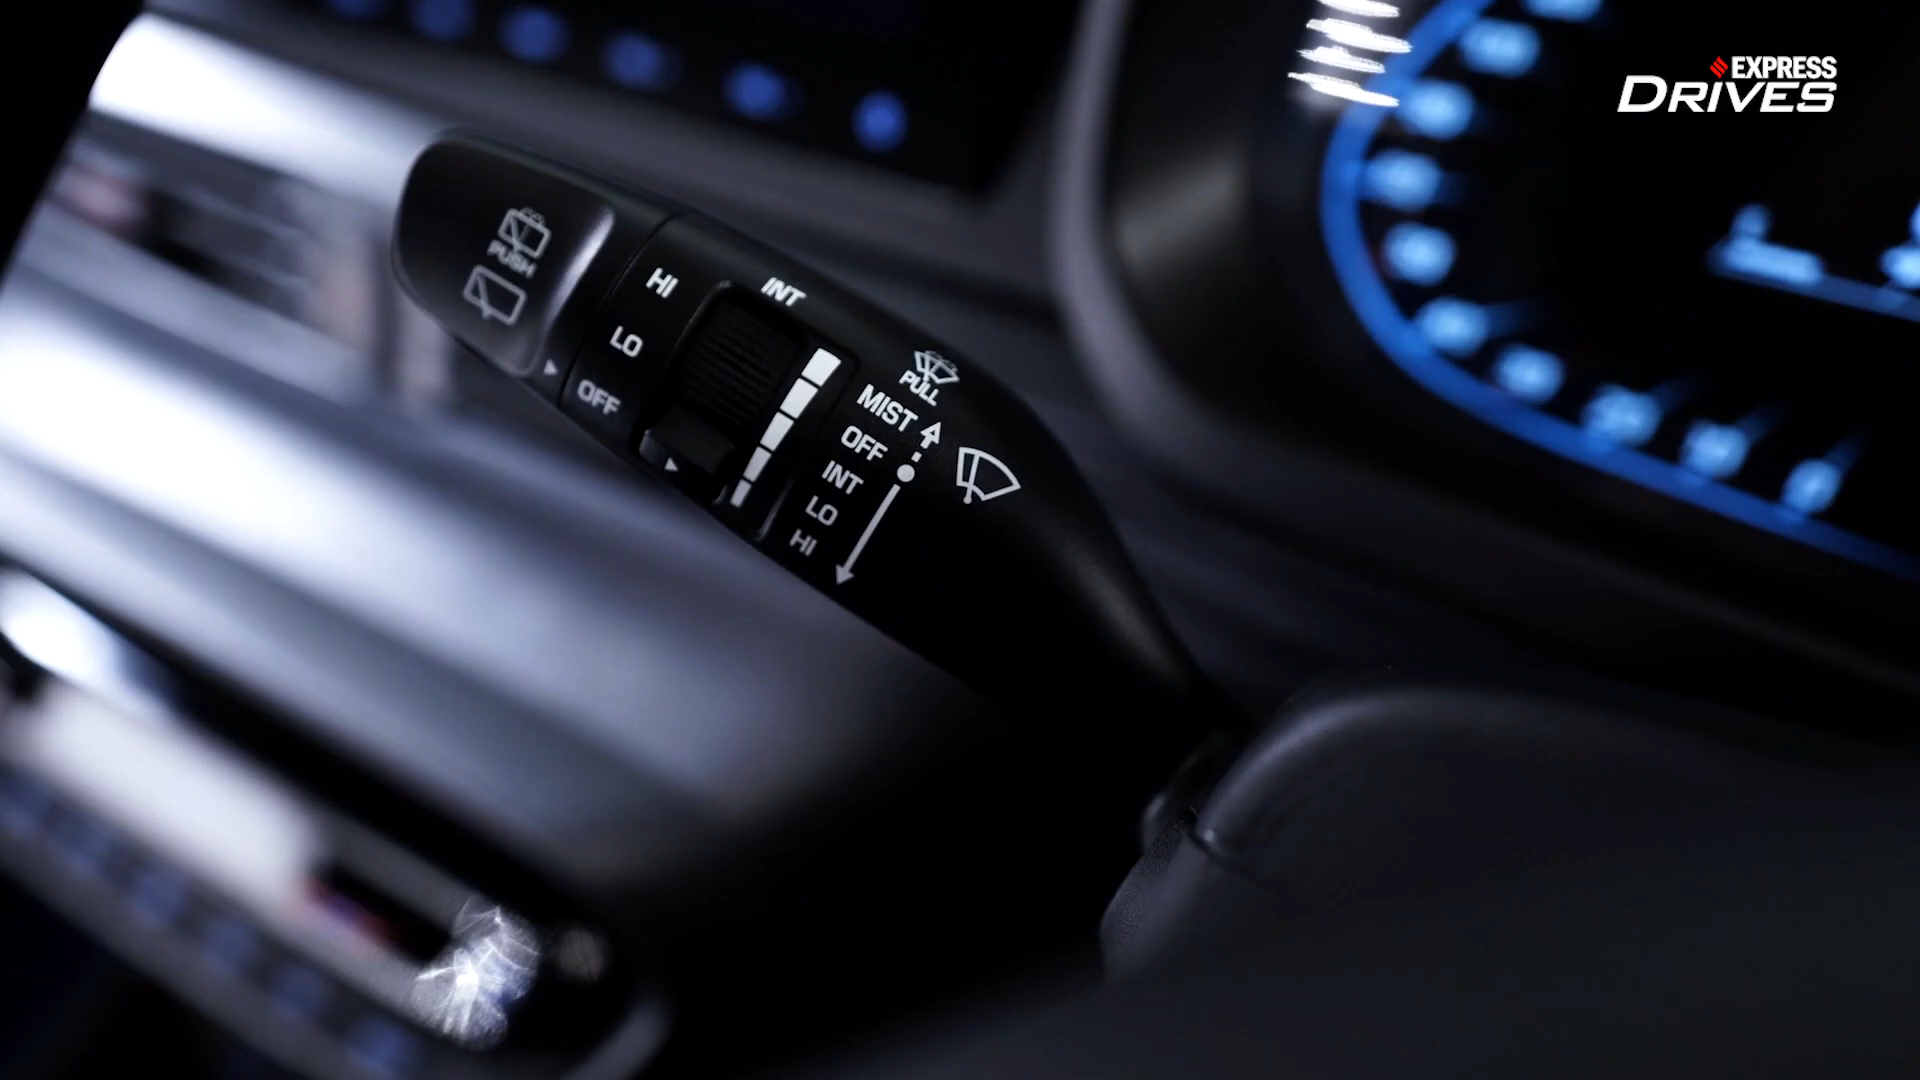 EXPRESS
DRIVES
PUSH
HI
LO
OFF
INT
PULL
MIST
OFF
INT
LO
HI